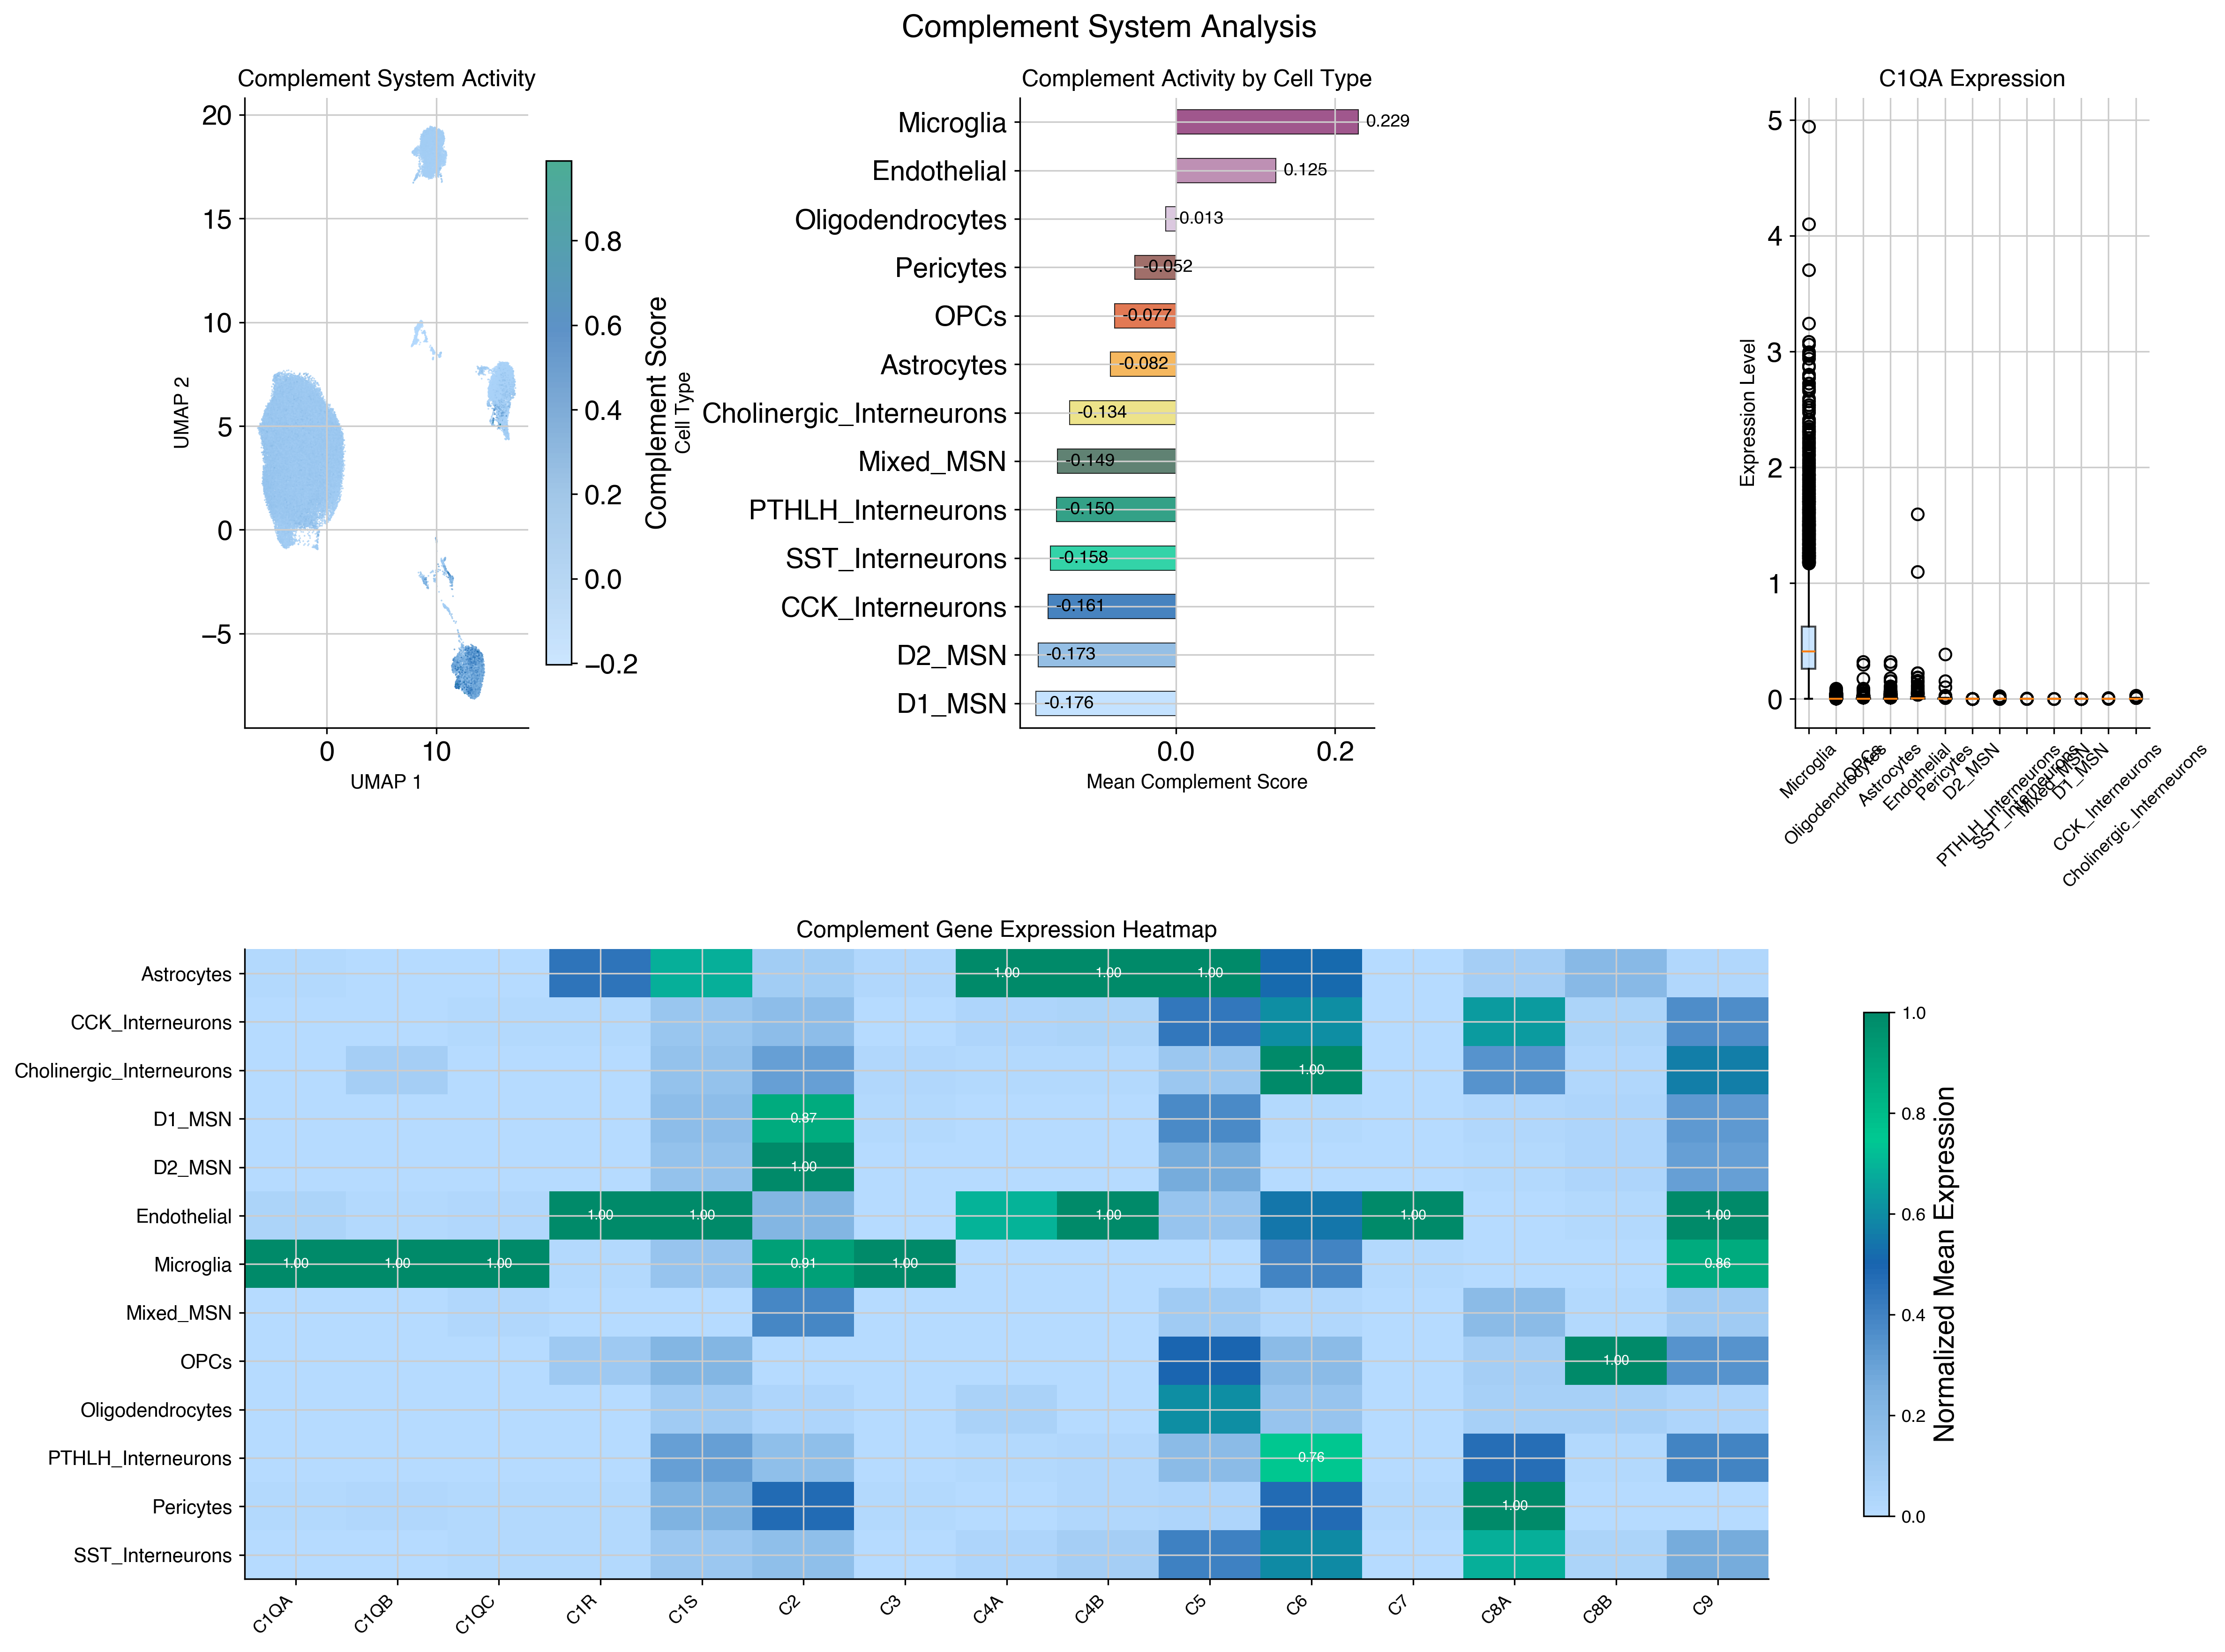 Complement System Analysis
Complement System Activity
20
15
10
5
0
−5
0
10
UMAP 2
UMAP 1
0.8
0.6
0.4
0.2
0.0
−0.2
Complement Score
Complement Activity by Cell Type
Cell Type
Microglia
0.229
Endothelial
0.125
Oligodendrocytes
-0.013
Pericytes
-0.052
OPCs
-0.077
Astrocytes
-0.082
Cholinergic_Interneurons
-0.134
Mixed_MSN
-0.149
PTHLH_Interneurons
-0.150
SST_Interneurons
-0.158
CCK_Interneurons
-0.161
D2_MSN
-0.173
D1_MSN
-0.176
0.0
0.2
Mean Complement Score
C1QA Expression
Expression Level
5
4
3
2
1
0
Microglia
Oligodendrocytes
OPCs
Astrocytes
Endothelial
Pericytes
D2_MSN
PTHLH_Interneurons
SST_Interneurons
Mixed_MSN
D1_MSN
CCK_Interneurons
Cholinergic_Interneurons
Complement Gene Expression Heatmap
Astrocytes
1.00 1.00 1.00
CCK_Interneurons
Cholinergic_Interneurons
1.00
D1_MSN
0.87
D2_MSN
1.00
Endothelial
1.00 1.00 1.00 1.00 1.00
Microglia
1.00 1.00 1.00 0.91 1.00 0.86
Mixed_MSN
OPCs
1.00
Oligodendrocytes
PTHLH_Interneurons
0.76
Pericytes
1.00
SST_Interneurons
C1QA
C1QB
C1QC
C1R
C1S
C2
C3
C4A
C4B
C5
C6
C7
C8A
C8B
C9
1.0
0.8
0.6
0.4
0.2
0.0
Normalized Mean Expression